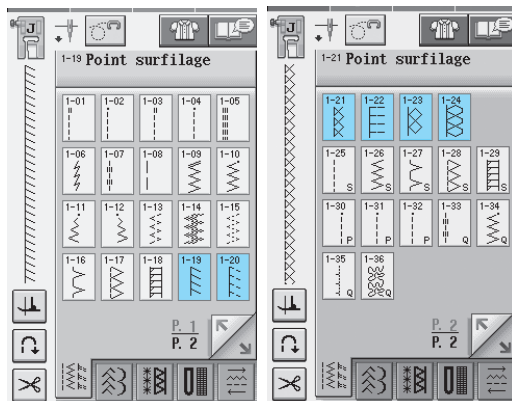 J
1-19 Point surfilage
1-01 1-02 1-03 1-04 1-05
1-06 1-07 1-08 1-09 1-10
1-11 1-12 1-13 1-14 1-15
1-16 1-17 1-18 1-19 1-20
P. 1
P. 2
J
1-21 Point surfilage
1-21 1-22 1-23 1-24
1-25 S 1-26 S 1-27 S 1-28 S 1-29 S
1-30 P 1-31 P 1-32 P 1-33 Q 1-34 Q
1-35 Q 1-36 Q
P. 2
P. 2